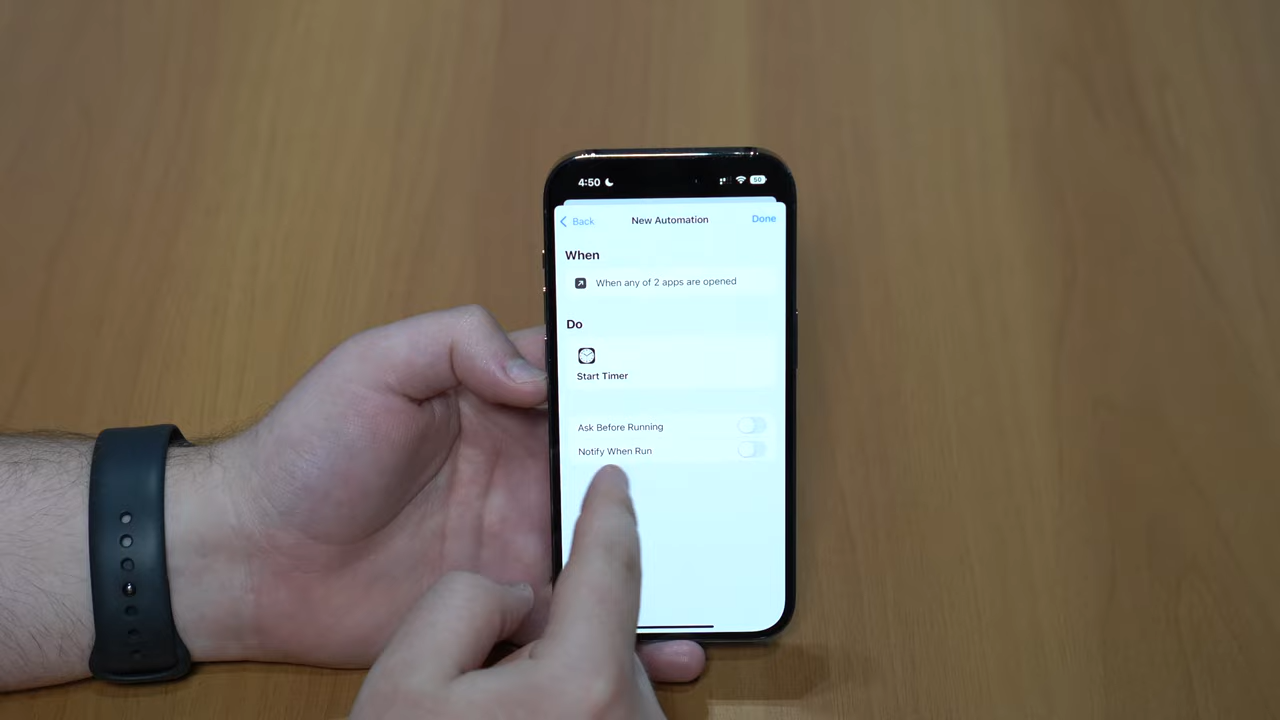 4:50
50
Back
New Automation
Done
When
When any of 2 apps are opened
Do
Start Timer
Ask Before Running
Notify When Run